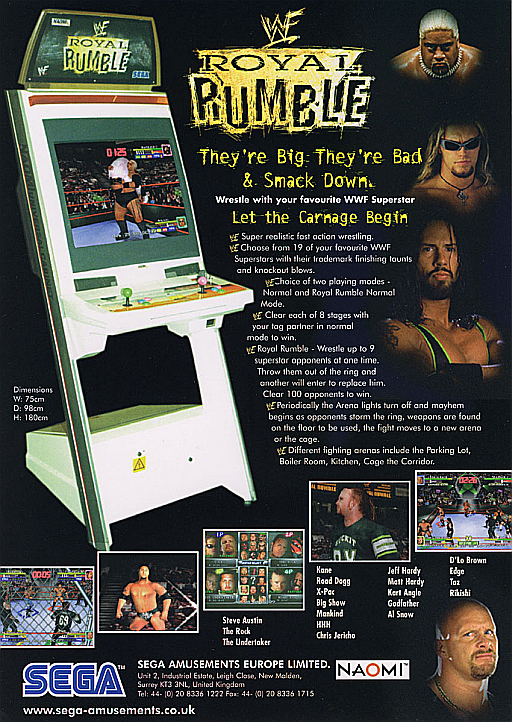 NAOMI
WF
ROYAL
RUMBLE
WF
SEGA
WF
ROYAL
RUMBLE
They're Big. They're Bad
& Smack Down.
Wrestle with your favourite WWF Superstar
Let the Carnage Begin
Super realistic fast action wrestling.
Choose from 19 of your favourite WWF
Superstars with their trademark finishing taunts
and knockout blows.
Choice of two playing modes -
Normal and Royal Rumble Normal
Mode.
Clear each of 8 stages with
your tag partner in normal
mode to win.
Royal Rumble - Wrestle up to 9
superstar opponents at one time.
Throw them out of the ring and
another will enter to replace him.
Clear 100 opponents to win.
Periodically the Arena lights turn off and mayhem
begins as opponents storm the ring, weapons are found
on the floor to be used, the fight moves to a new arena
or the cage.
Different fighting arenas include the Parking Lot,
Boiler Room, Kitchen, Cage the Corridor.
Dimensions
W: 75cm
D: 98cm
H: 180cm
Steve Austin
The Rock
The Undertaker
Kane
Road Dogg
X-Pac
Big Show
Mankind
HHH
Chris Jericho
Jeff Hardy
Matt Hardy
Kert Angle
Godfather
Al Snow
D'Lo Brown
Edge
Taz
Rikishi
SEGA™
SEGA AMUSEMENTS EUROPE LIMITED.
Unit 2, Industrial Estate, Leigh Close, New Malden,
Surrey KT3 3NL, United Kingdom
Tel: 44- (0) 20 8336 1222 Fax: 44- (0) 20 8336 1715
NAOMI™
www.sega-amusements.co.uk